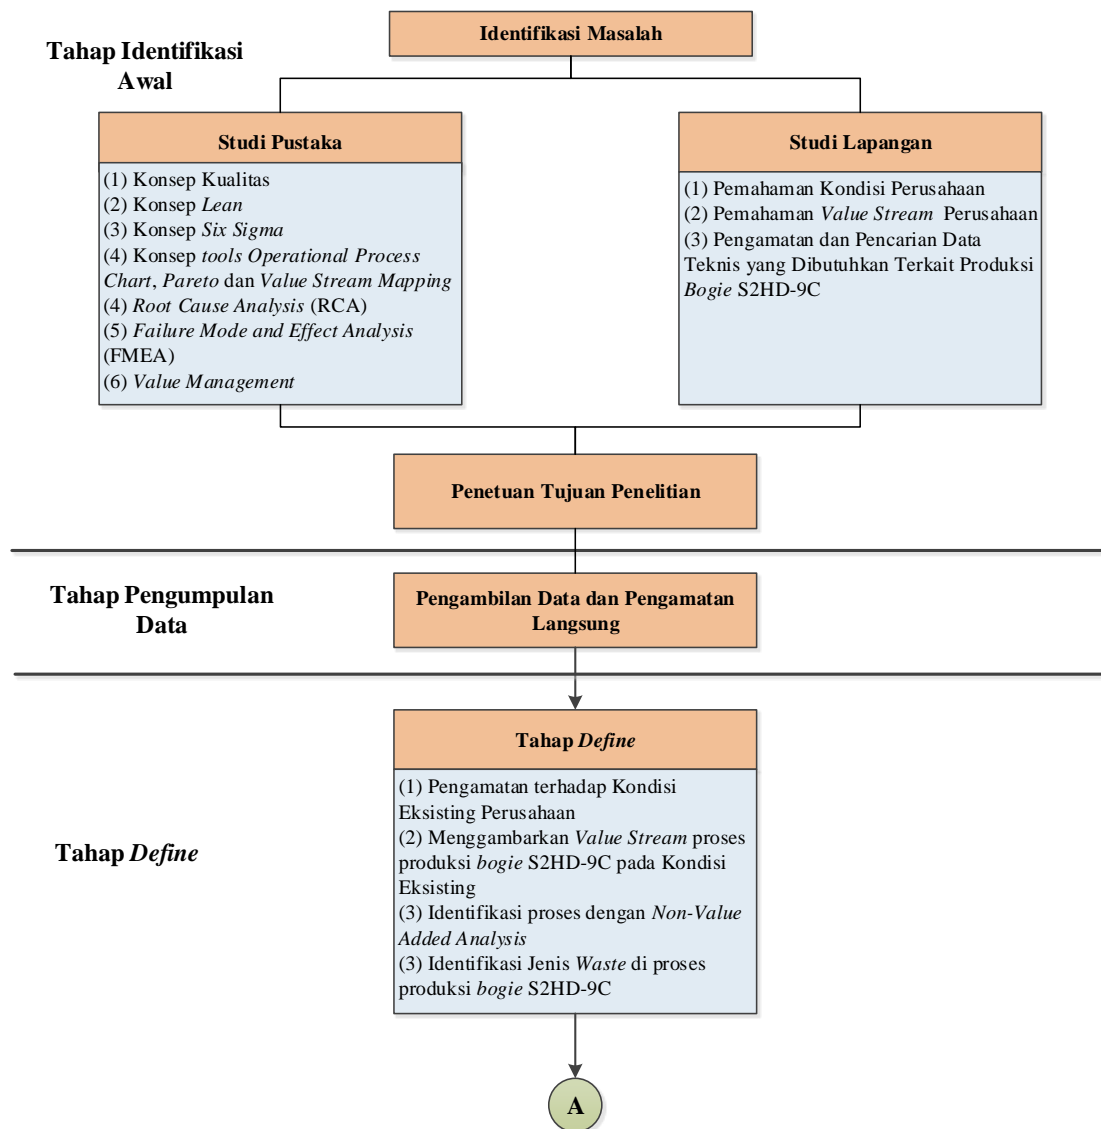 Identifikasi Masalah
Tahap Identifikasi
Awal
Studi Pustaka
(1) Konsep Kualitas
(2) Konsep Lean
(3) Konsep Six Sigma
(4) Konsep tools Operational Process
Chart, Pareto dan Value Stream Mapping
(4) Root Cause Analysis (RCA)
(5) Failure Mode and Effect Analysis
(FMEA)
(6) Value Management
Studi Lapangan
(1) Pemahaman Kondisi Perusahaan
(2) Pemahaman Value Stream Perusahaan
(3) Pengamatan dan Pencarian Data
Teknis yang Dibutuhkan Terkait Produksi
Bogie S2HD-9C
Penetuan Tujuan Penelitian
Tahap Pengumpulan
Data
Pengambilan Data dan Pengamatan
Langsung
Tahap Define
Tahap Define
(1) Pengamatan terhadap Kondisi
Eksisting Perusahaan
(2) Menggambarkan Value Stream proses
produksi bogie S2HD-9C pada Kondisi
Eksisting
(3) Identifikasi proses dengan Non-Value
Added Analysis
(3) Identifikasi Jenis Waste di proses
produksi bogie S2HD-9C
A